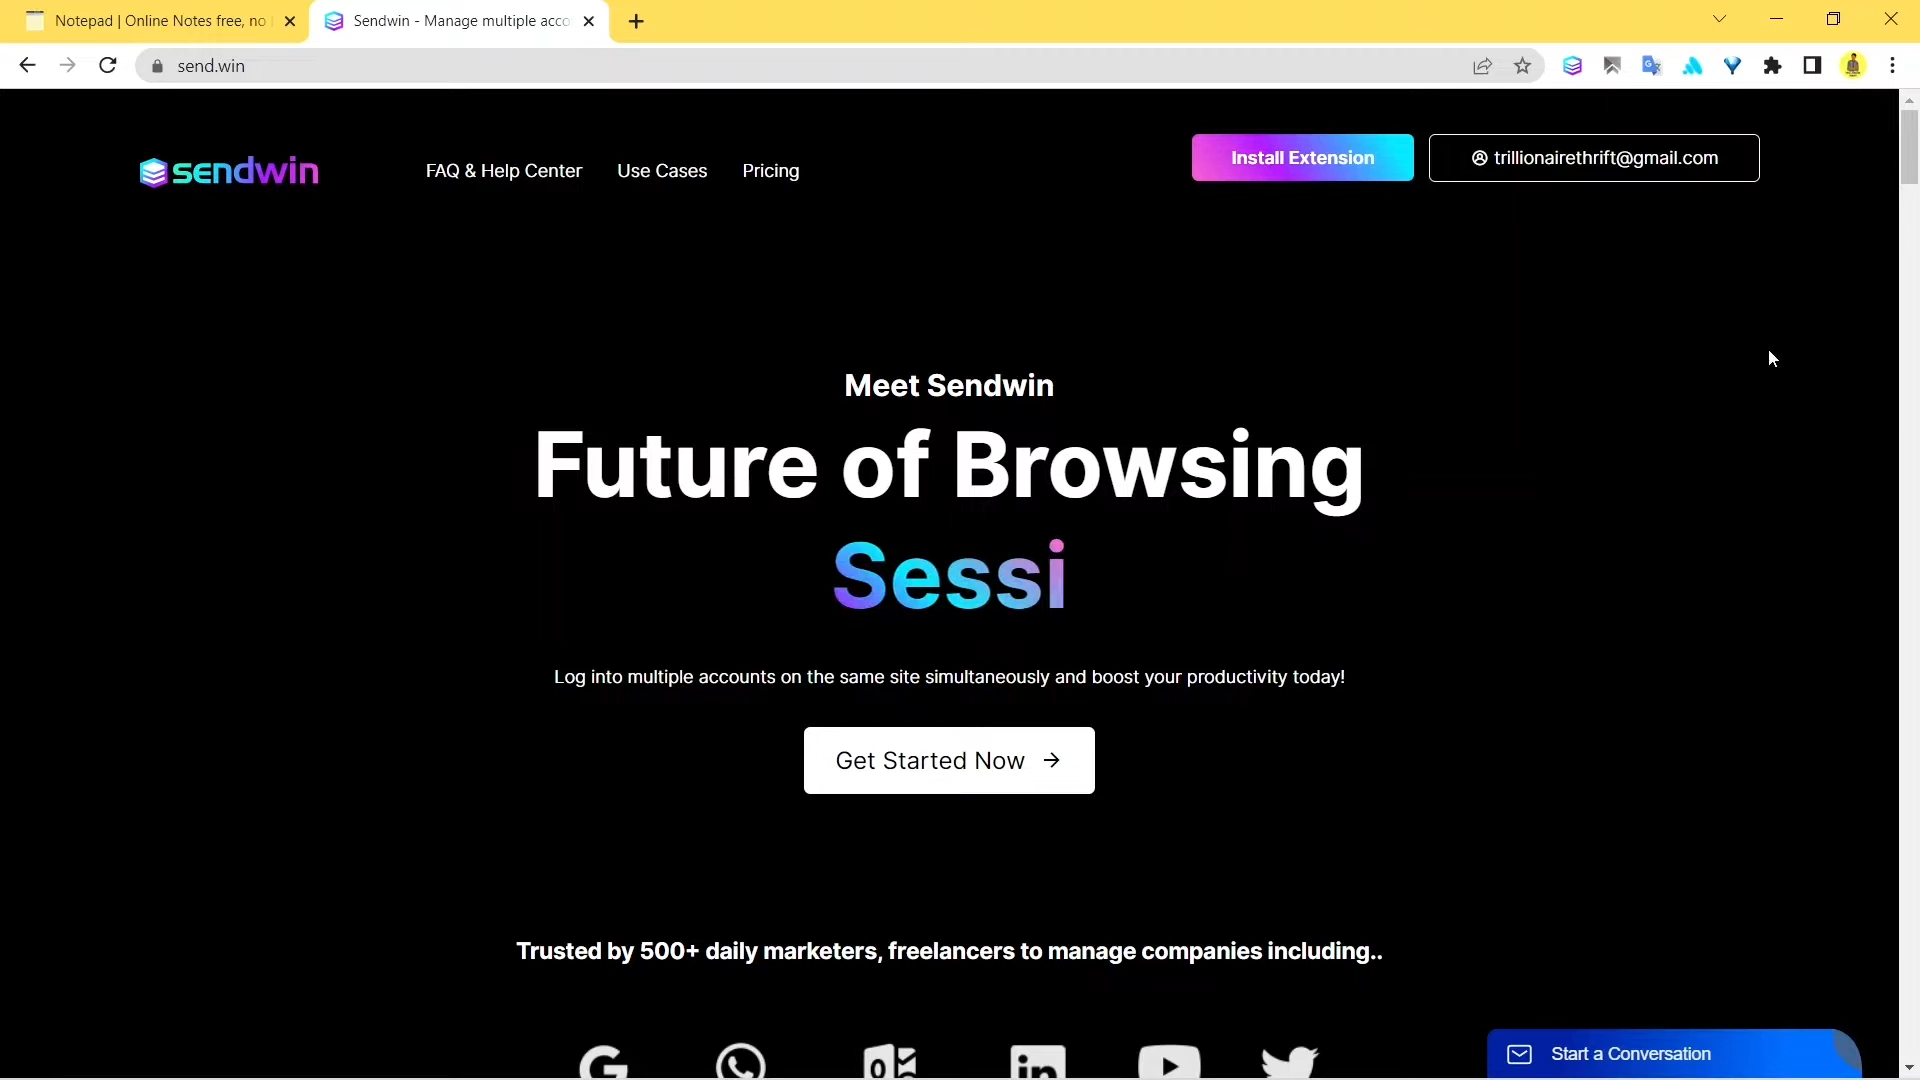 Notepad | Online Notes free, no
Sendwin - Manage multiple acco
send.win
sendwin
FAQ & Help Center
Use Cases
Pricing
Install Extension
trillionairethrift@gmail.com
Meet Sendwin
Future of Browsing
Sessi
Log into multiple accounts on the same site simultaneously and boost your productivity today!
Get Started Now →
Trusted by 500+ daily marketers, freelancers to manage companies including..
Start a Conversation